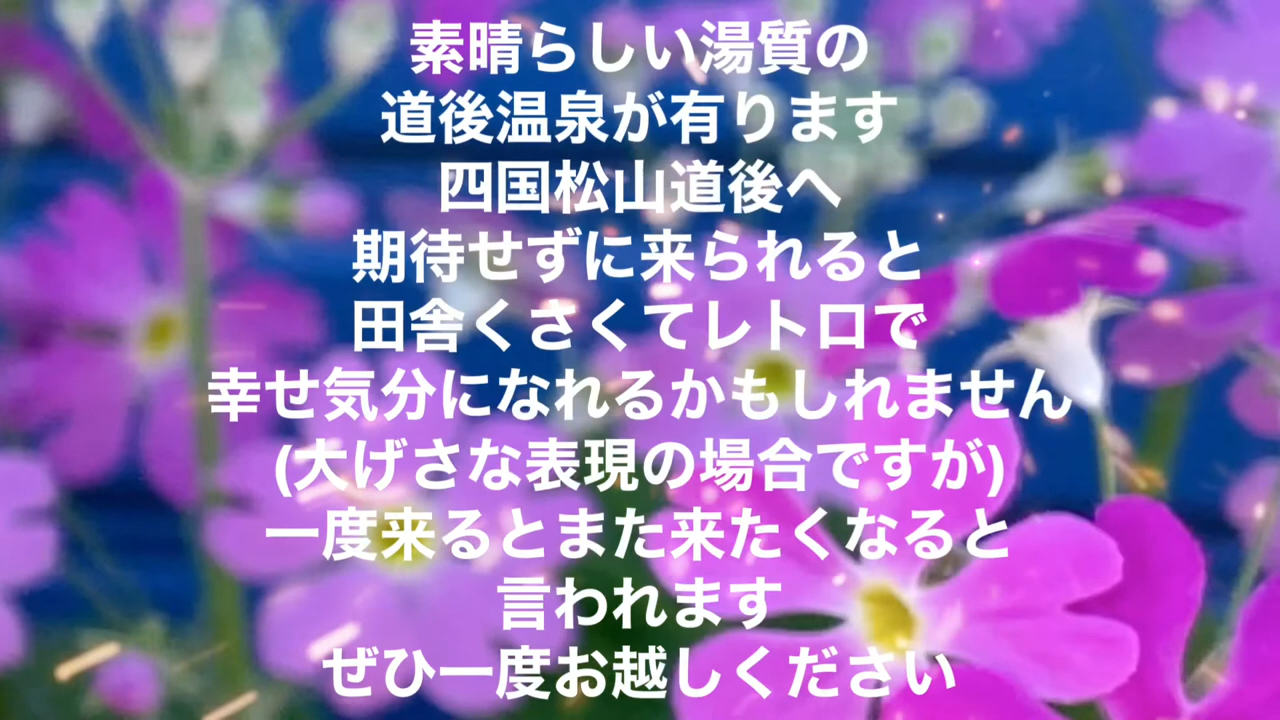 素晴らしい湯質の
道後温泉が有ります
四国松山道後へ
期待せずに来られると
田舎くさくてレトロで
幸せ気分になれるかもしれません
(大げさな表現の場合ですが)
一度来るとまた来たくなると
言われます
ぜひ一度お越しください